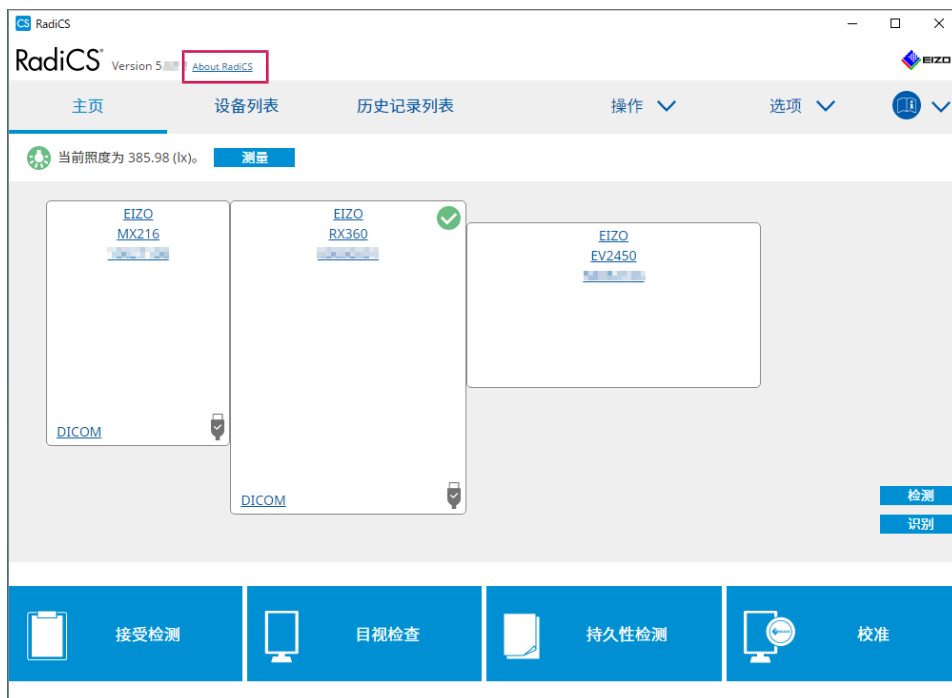 CS RadiCS
RadiCS Version 5. About RadiCS EIZO
主页 设备列表 历史记录列表 操作 选项
当前照度为 385.98 (lx)。 测量
EIZO
MX216
DICOM
EIZO
RX360
DICOM
EIZO
EV2450
检测
识别
接受检测 目视检查 持久性检测 校准